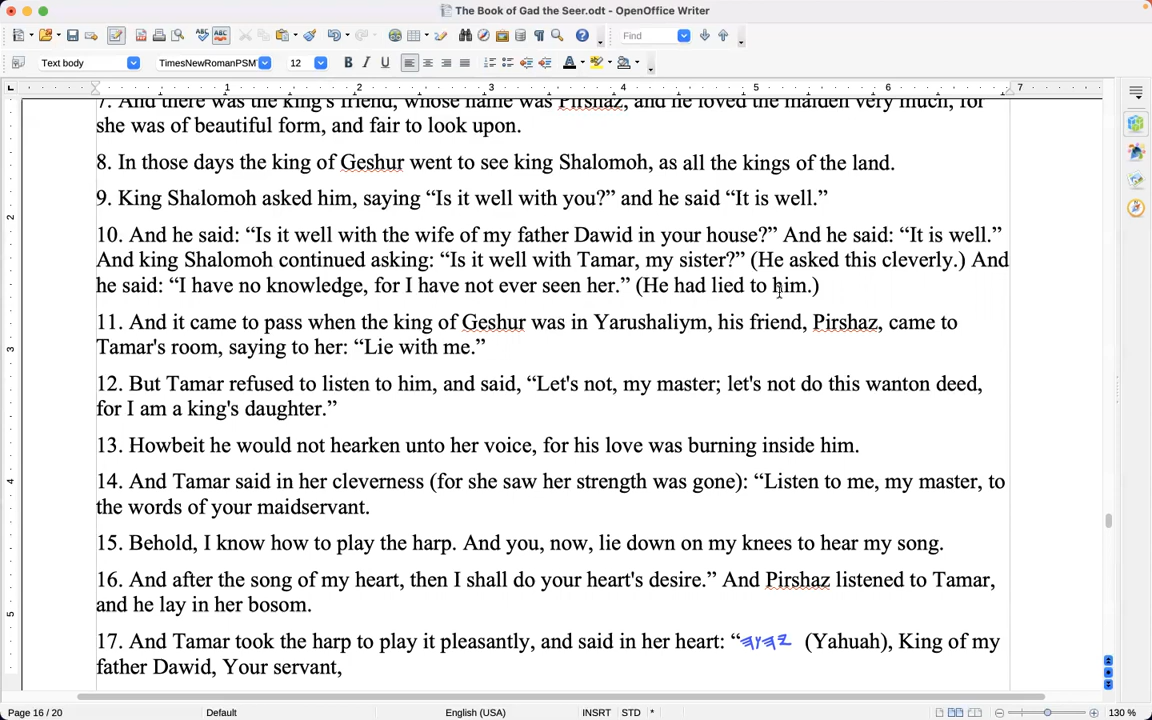 The Book of Gad the Seer.odt - OpenOffice Writer
Find
Text body
TimesNewRomanPSM
12
B I U
1 2 3 4 5 6 7
7. And there was the king's friend, whose name was Pirshaz, and he loved the maiden very much, for
she was of beautiful form, and fair to look upon.
8. In those days the king of Geshur went to see king Shalomoh, as all the kings of the land.
9. King Shalomoh asked him, saying “Is it well with you?” and he said “It is well.”
10. And he said: “Is it well with the wife of my father Dawid in your house?” And he said: “It is well.”
And king Shalomoh continued asking: “Is it well with Tamar, my sister?” (He asked this cleverly.) And
he said: “I have no knowledge, for I have not ever seen her.” (He had lied to him.)
11. And it came to pass when the king of Geshur was in Yarushaliym, his friend, Pirshaz, came to
Tamar's room, saying to her: “Lie with me.”
12. But Tamar refused to listen to him, and said, “Let's not, my master; let's not do this wanton deed,
for I am a king's daughter.”
13. Howbeit he would not hearken unto her voice, for his love was burning inside him.
14. And Tamar said in her cleverness (for she saw her strength was gone): “Listen to me, my master, to
the words of your maidservant.
15. Behold, I know how to play the harp. And you, now, lie down on my knees to hear my song.
16. And after the song of my heart, then I shall do your heart's desire.” And Pirshaz listened to Tamar,
and he lay in her bosom.
17. And Tamar took the harp to play it pleasantly, and said in her heart: “𐤉𐤄𐤅𐤄 (Yahuah), King of my
father Dawid, Your servant,
2
3
4
5
Page 16 / 20
Default
English (USA)
INSRT
STD
*
130 %